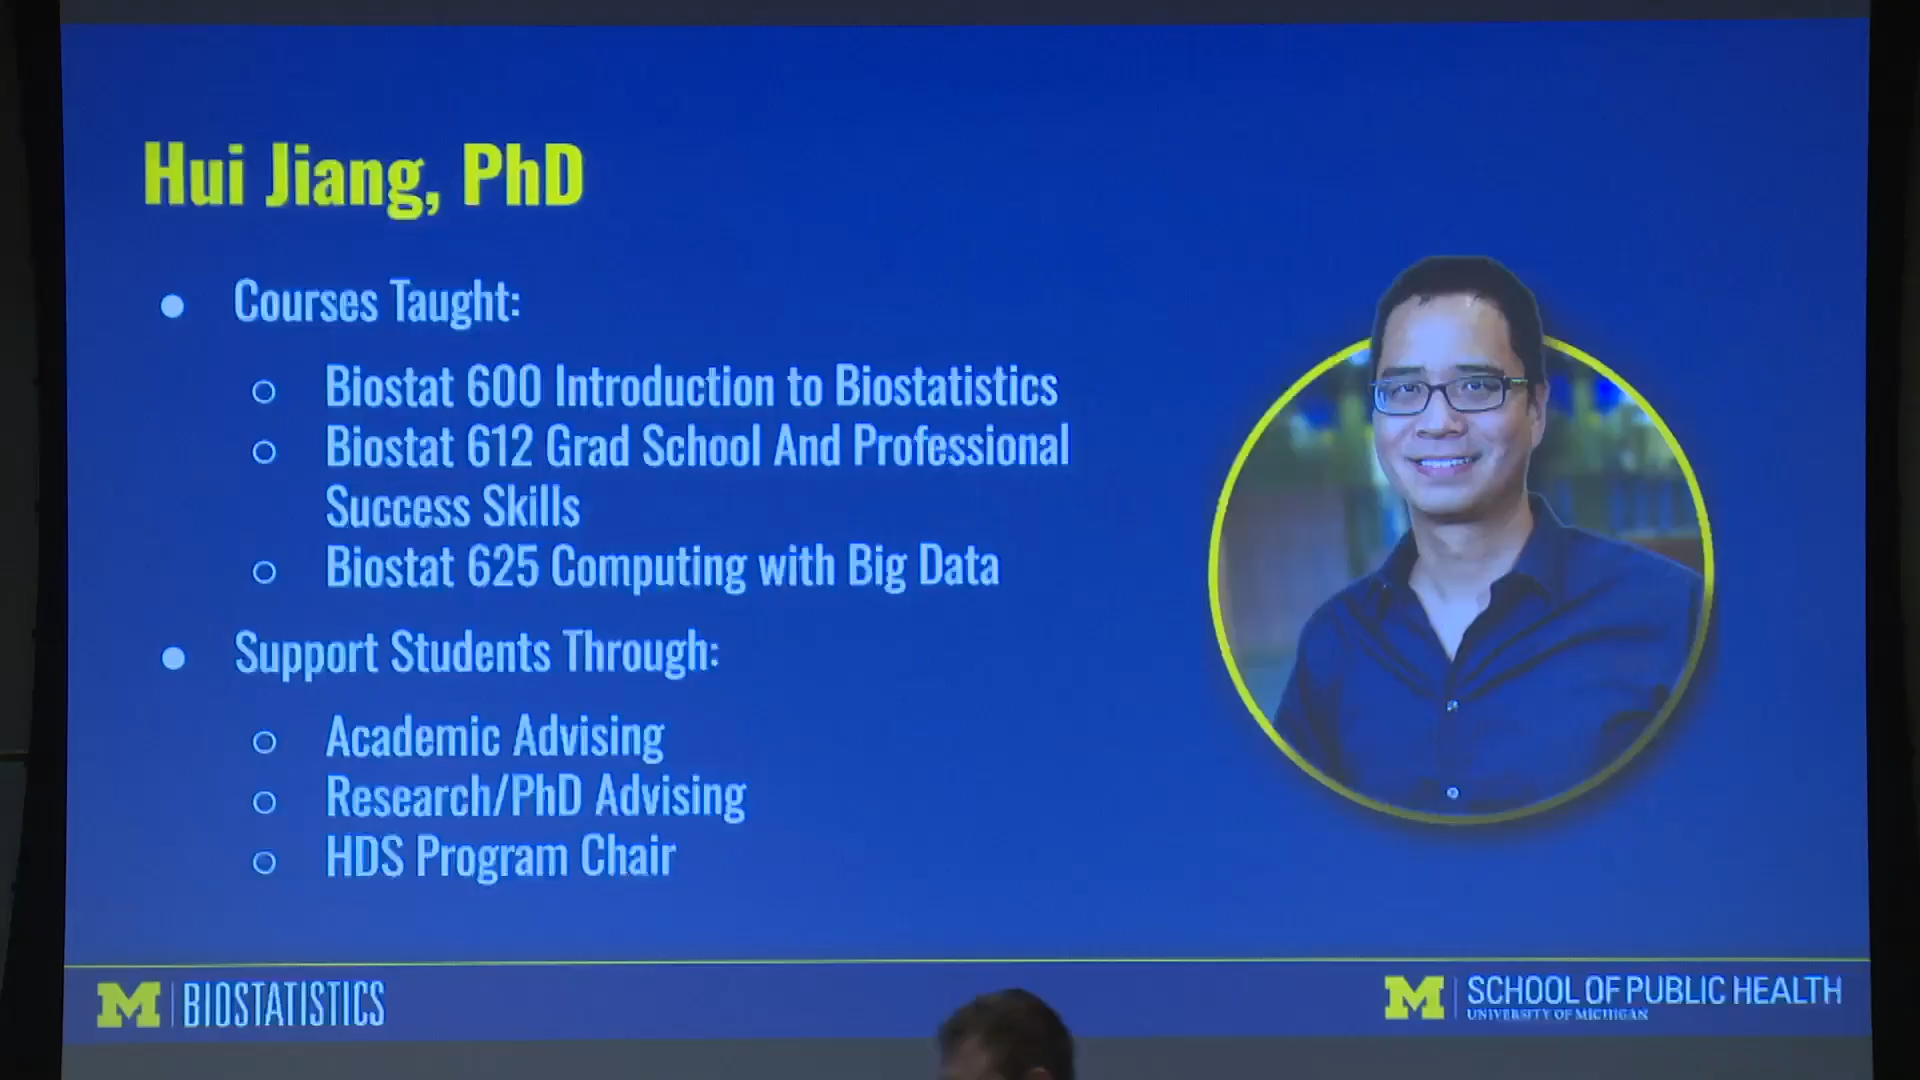 Hui Jiang, PhD
Courses Taught:
Biostat 600 Introduction to Biostatistics
Biostat 612 Grad School And Professional
Success Skills
Biostat 625 Computing with Big Data
Support Students Through:
Academic Advising
Research/PhD Advising
HDS Program Chair
M BIOSTATISTICS
M SCHOOL OF PUBLIC HEALTH
UNIVERSITY OF MICHIGAN